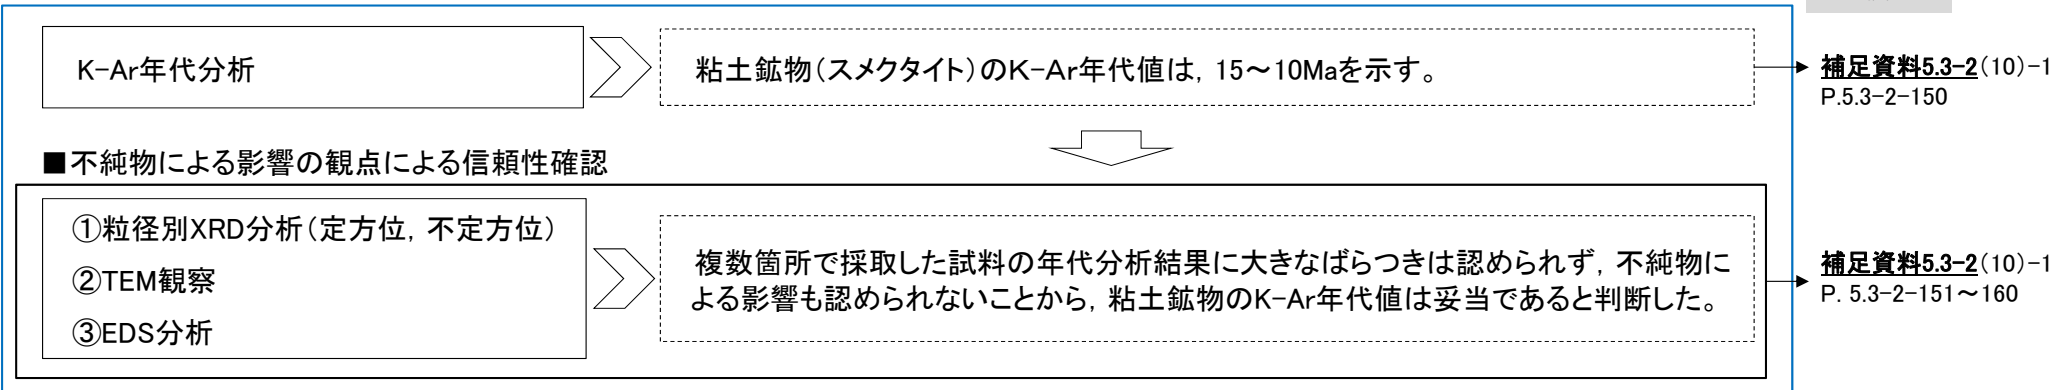 K-Ar年代分析
粘土鉱物(スメクタイト)のK-Ar年代値は,15～10Maを示す。
補足資料5.3-2(10)-1
P.5.3-2-150
■不純物による影響の観点による信頼性確認
①粒径別XRD分析(定方位,不定方位)
②TEM観察
③EDS分析
複数箇所で採取した試料の年代分析結果に大きなばらつきは認められず,不純物に
よる影響も認められないことから,粘土鉱物のK-Ar年代値は妥当であると判断した。
補足資料5.3-2(10)-1
P. 5.3-2-151～160